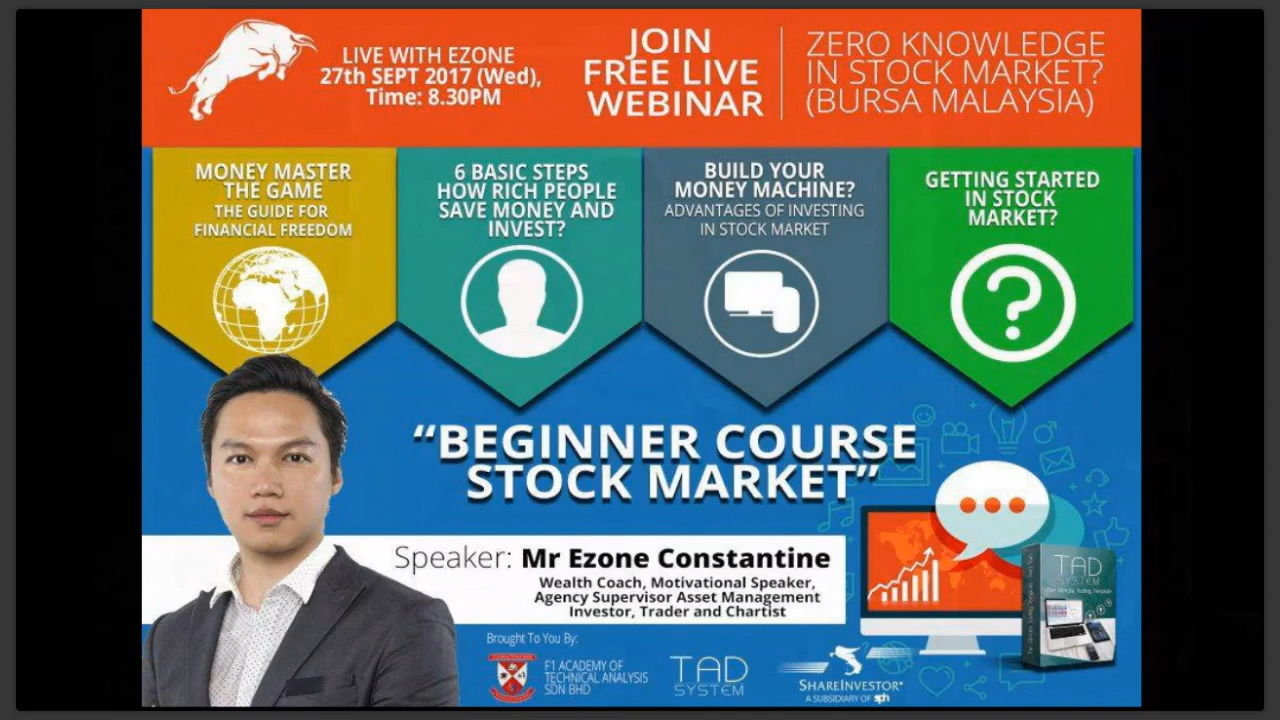 LIVE WITH EZONE
27th SEPT 2017 (Wed),
Time: 8.30PM
JOIN
FREE LIVE
WEBINAR
ZERO KNOWLEDGE
IN STOCK MARKET?
(BURSA MALAYSIA)
MONEY MASTER
THE GAME
THE GUIDE FOR
FINANCIAL FREEDOM
6 BASIC STEPS
HOW RICH PEOPLE
SAVE MONEY AND
INVEST?
BUILD YOUR
MONEY MACHINE?
ADVANTAGES OF INVESTING
IN STOCK MARKET
GETTING STARTED
IN STOCK
MARKET?
“BEGINNER COURSE
STOCK MARKET”
Speaker: Mr Ezone Constantine
Wealth Coach, Motivational Speaker,
Agency Supervisor Asset Management
Investor, Trader and Chartist
TAD
SYSTEM
Brought To You By:
F1 ACADEMY OF
TECHNICAL ANALYSIS
SDN BHD
TAD
SYSTEM
SHAREINVESTOR
A SUBSIDIARY OF sph